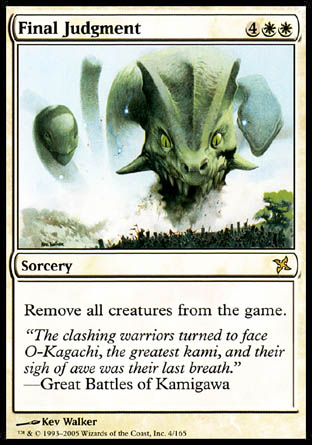 Final Judgment 4
Sorcery
Remove all creatures from the game.
“The clashing warriors turned to face
O-Kagachi, the greatest kami, and their
sigh of awe was their last breath.”
—Great Battles of Kamigawa
Kev Walker
™ & © 1993–2005 Wizards of the Coast, Inc. 4/165